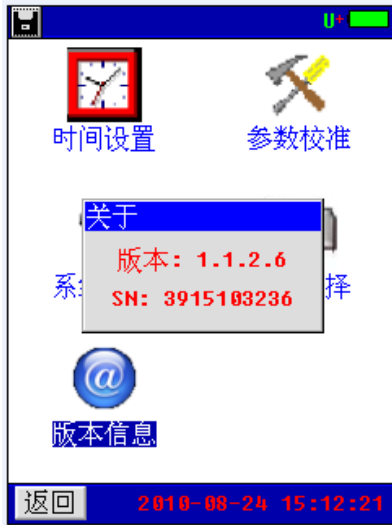 U+
时间设置 参数校准
关于
版本: 1.1.2.6
SN: 3915103236
系 择
版本信息
返回 2010-08-24 15:12:21